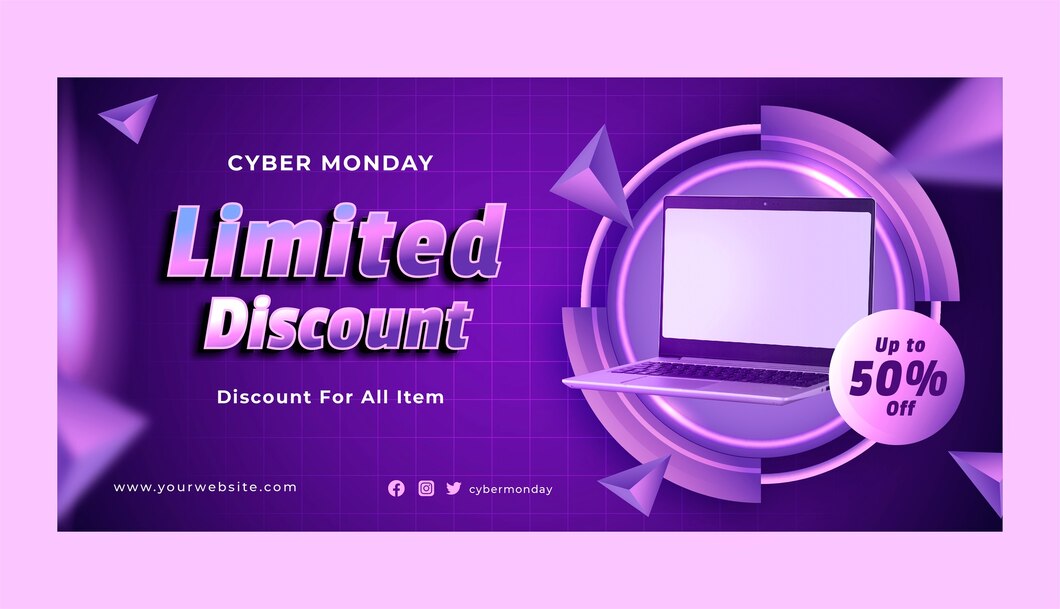 CYBER MONDAY
Limited
Discount
Discount For All Item
Up to
50%
Off
www.yourwebsite.com
cybermonday